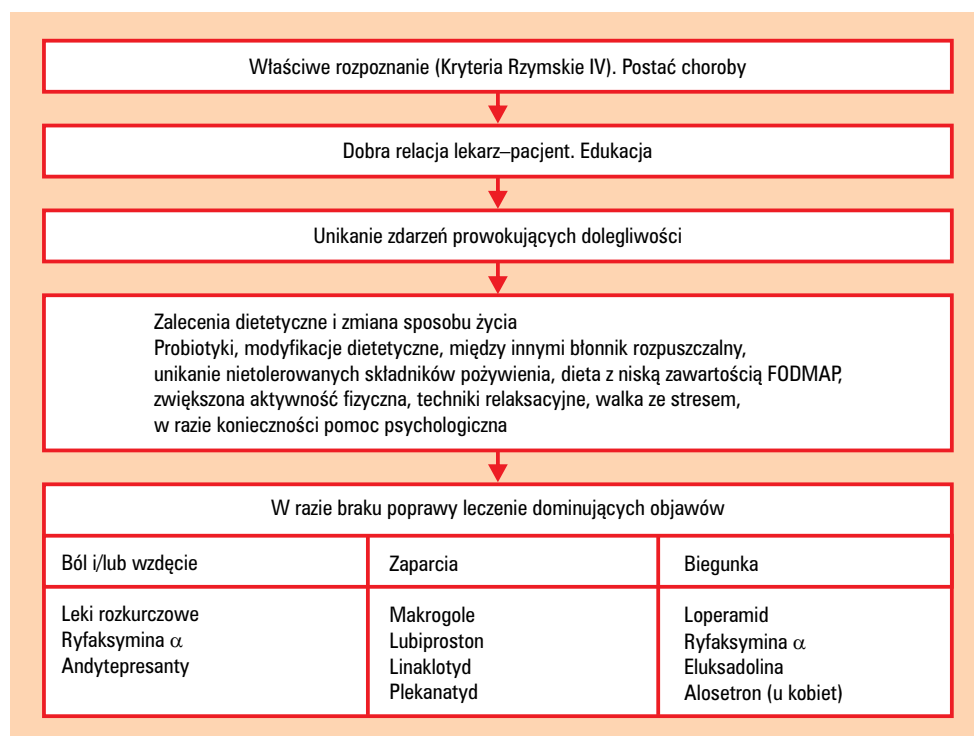 Właściwe rozpoznanie (Kryteria Rzymskie IV). Postać choroby
Dobra relacja lekarz–pacjent. Edukacja
Unikanie zdarzeń prowokujących dolegliwości
Zalecenia dietetyczne i zmiana sposobu życia
Probiotyki, modyfikacje dietetyczne, między innymi błonnik rozpuszczalny,
unikanie nietolerowanych składników pożywienia, dieta z niską zawartością FODMAP,
zwiększona aktywność fizyczna, techniki relaksacyjne, walka ze stresem,
w razie konieczności pomoc psychologiczna
W razie braku poprawy leczenie dominujących objawów
Ból i/lub wzdęcie
Leki rozkurczowe
Ryfaksymina α
Andytepresanty
Zaparcia
Makrogole
Lubiproston
Linaklotyd
Plekanatyd
Biegunka
Loperamid
Ryfaksymina α
Eluksadolina
Alosetron (u kobiet)